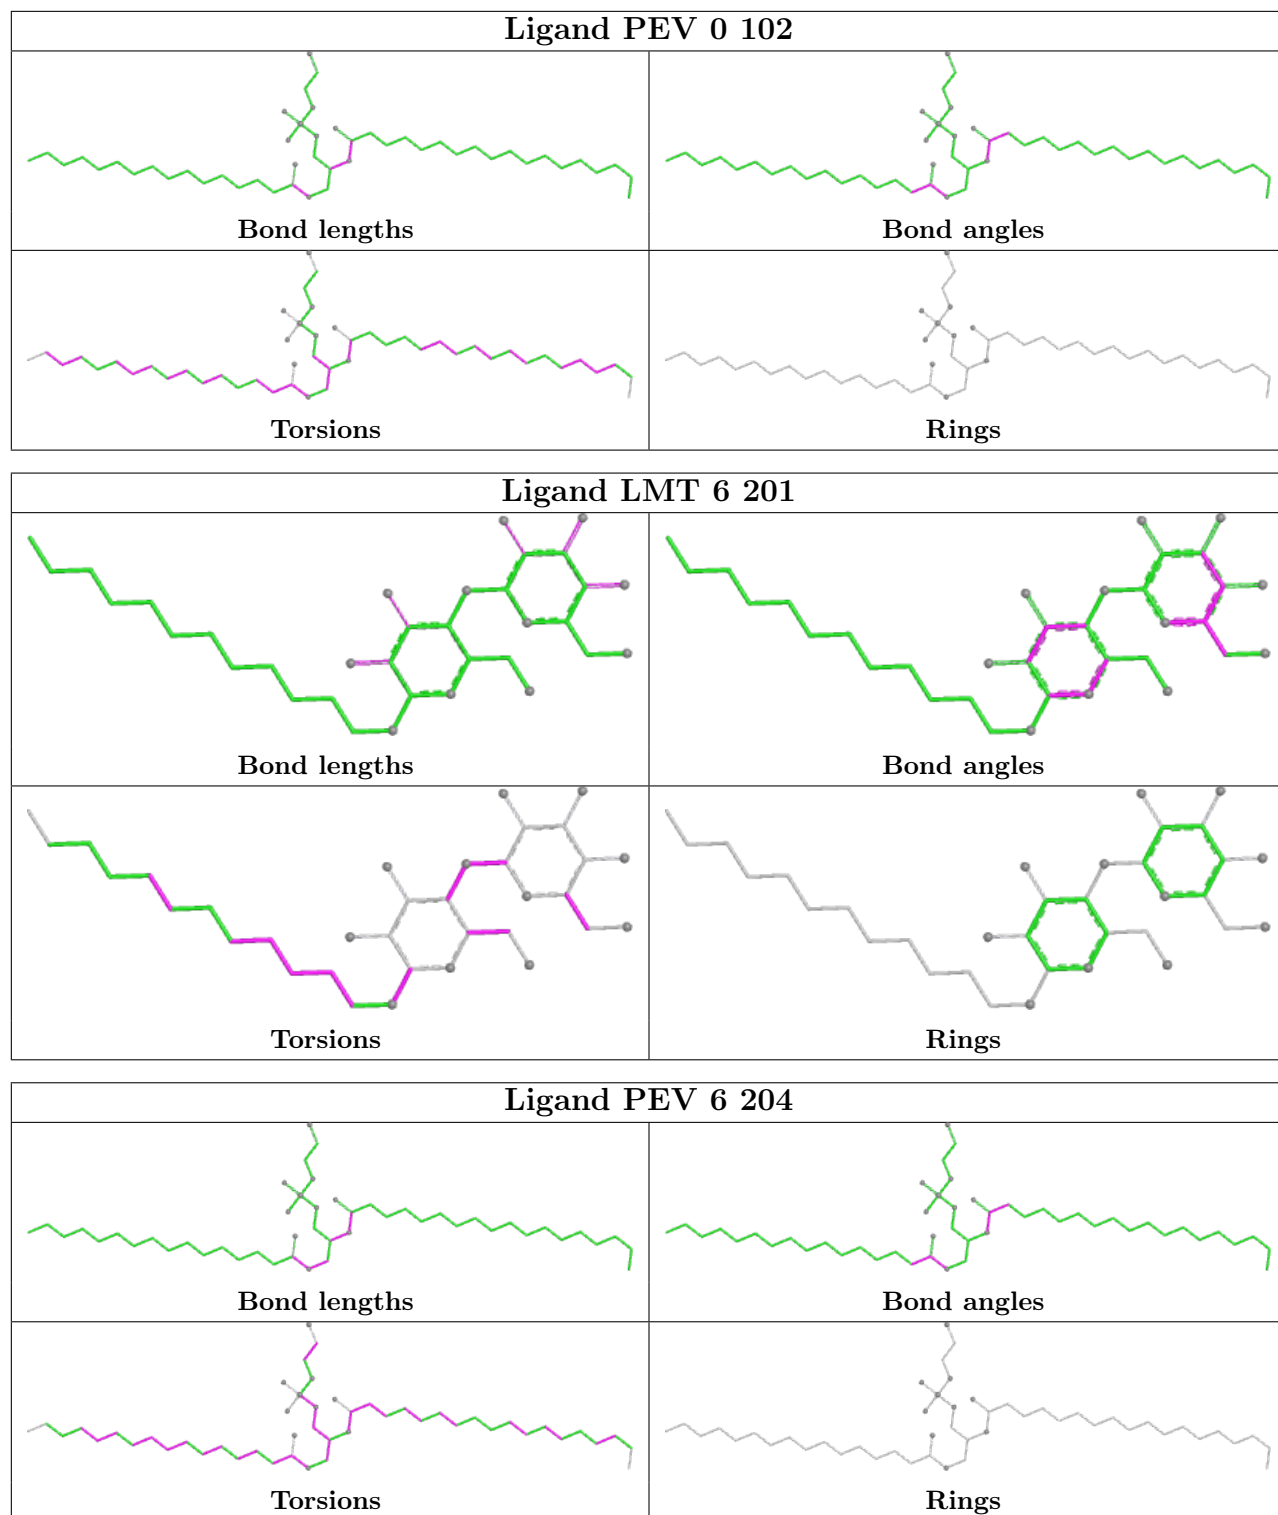 Ligand PEV 0 102
Bond lengths
Bond angles
Torsions
Rings
Ligand LMT 6 201
Bond lengths
Bond angles
Torsions
Rings
Ligand PEV 6 204
Bond lengths
Bond angles
Torsions
Rings